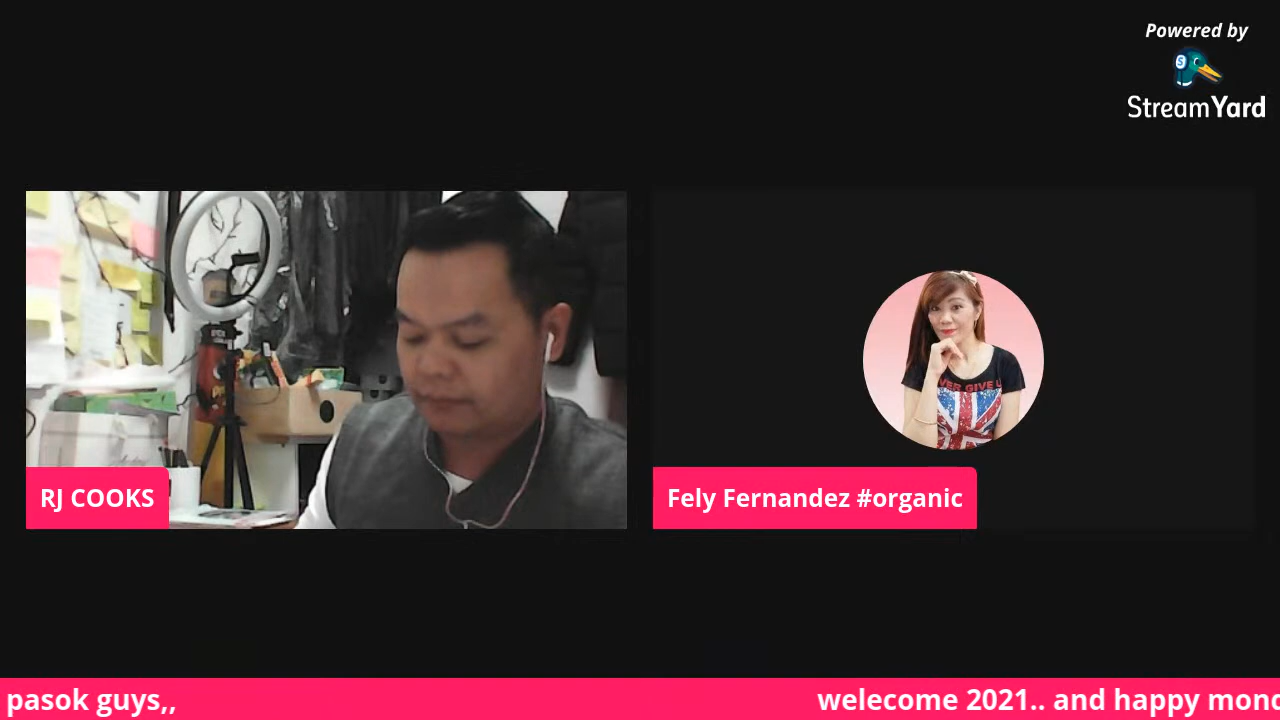 Powered by
StreamYard
RJ COOKS
Fely Fernandez #organic
pasok guys,,
welecome 2021.. and happy mond